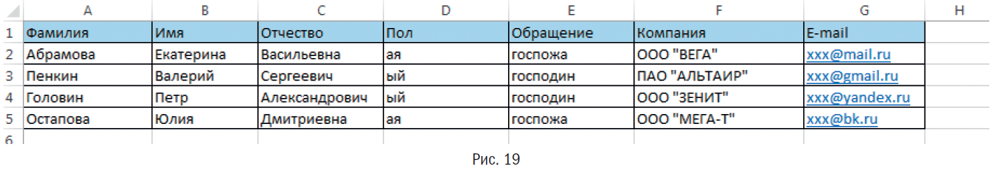 A B C D E F G H
1 Фамилия Имя Отчество Пол Обращение Компания E-mail
2 Абрамова Екатерина Васильевна ая госпожа ООО "ВЕГА" xxx@mail.ru
3 Пенкин Валерий Сергеевич ый господин ПАО "АЛЬТАИР" xxx@gmail.ru
4 Головин Петр Александрович ый господин ООО "ЗЕНИТ" xxx@yandex.ru
5 Остапова Юлия Дмитриевна ая госпожа ООО "МЕГА-Т" xxx@bk.ru
6
Рис. 19